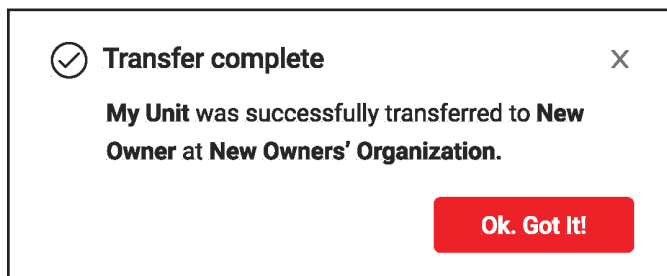 Transfer complete
X
My Unit was successfully transferred to New
Owner at New Owners’ Organization.
Ok. Got It!